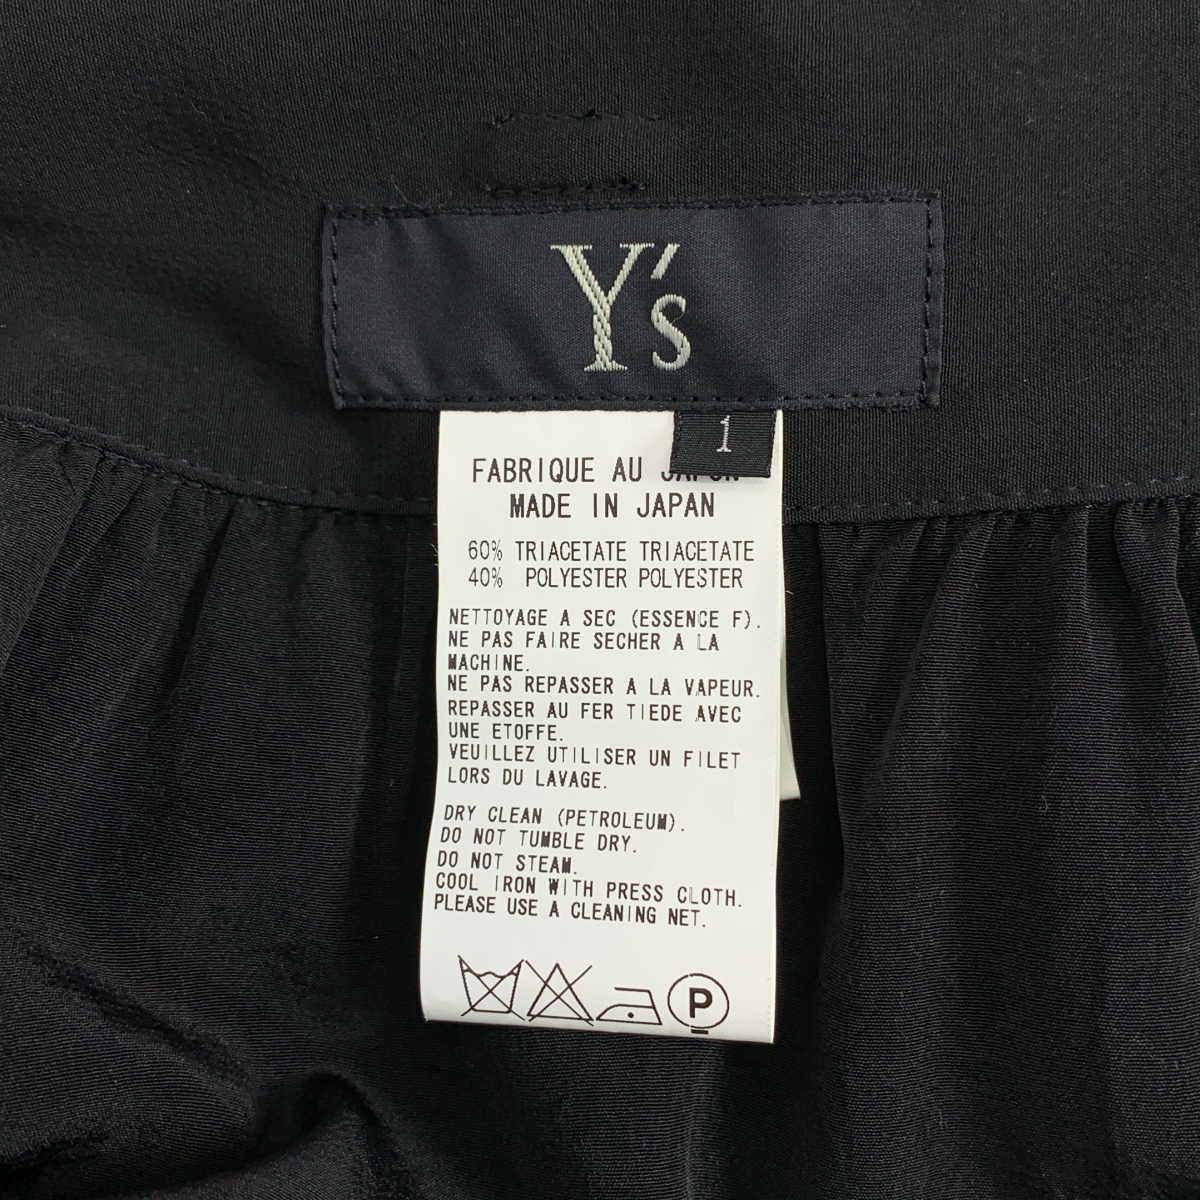 Y's
1
FABRIQUE AU JAPON
MADE IN JAPAN
60% TRIACETATE TRIACETATE
40% POLYESTER POLYESTER
NETTOYAGE A SEC (ESSENCE F).
NE PAS FAIRE SECHER A LA
MACHINE.
NE PAS REPASSER A LA VAPEUR.
REPASSER AU FER TIEDE AVEC
UNE ETOFFE.
VEUILLEZ UTILISER UN FILET
LORS DU LAVAGE.
DRY CLEAN (PETROLEUM).
DO NOT TUMBLE DRY.
DO NOT STEAM.
COOL IRON WITH PRESS CLOTH.
PLEASE USE A CLEANING NET.
P